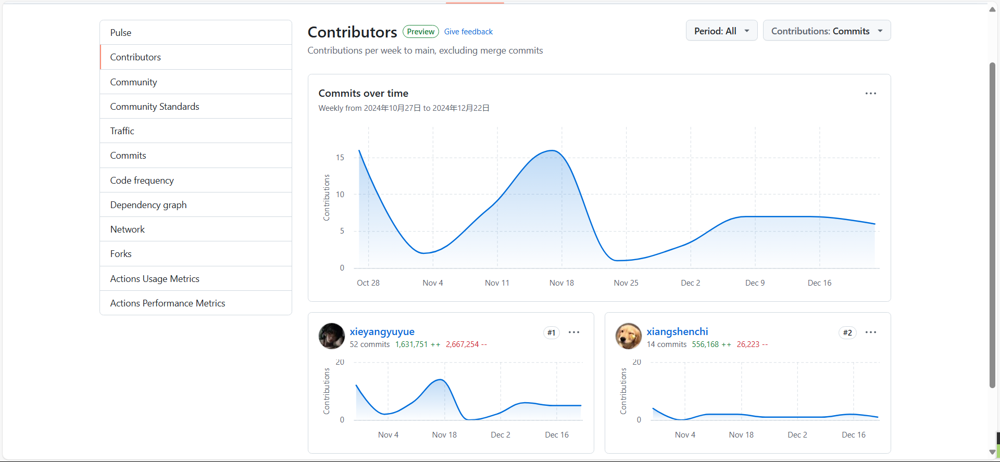 Pulse
Contributors
Community
Community Standards
Traffic
Commits
Code frequency
Dependency graph
Network
Forks
Actions Usage Metrics
Actions Performance Metrics
Contributors Preview Give feedback
Period: All
Contributions: Commits
Contributions per week to main, excluding merge commits
Commits over time
Weekly from 2024年10月27日 to 2024年12月22日
Contributions
15
10
5
0
Oct 28 Nov 4 Nov 11 Nov 18 Nov 25 Dec 2 Dec 9 Dec 16
xieyangyuyue
#1
52 commits 1,631,751 ++ 2,667,254 --
Contributions
20
0
Nov 4 Nov 18 Dec 2 Dec 16
xiangshenchi
#2
14 commits 556,168 ++ 26,223 --
Contributions
20
0
Nov 4 Nov 18 Dec 2 Dec 16